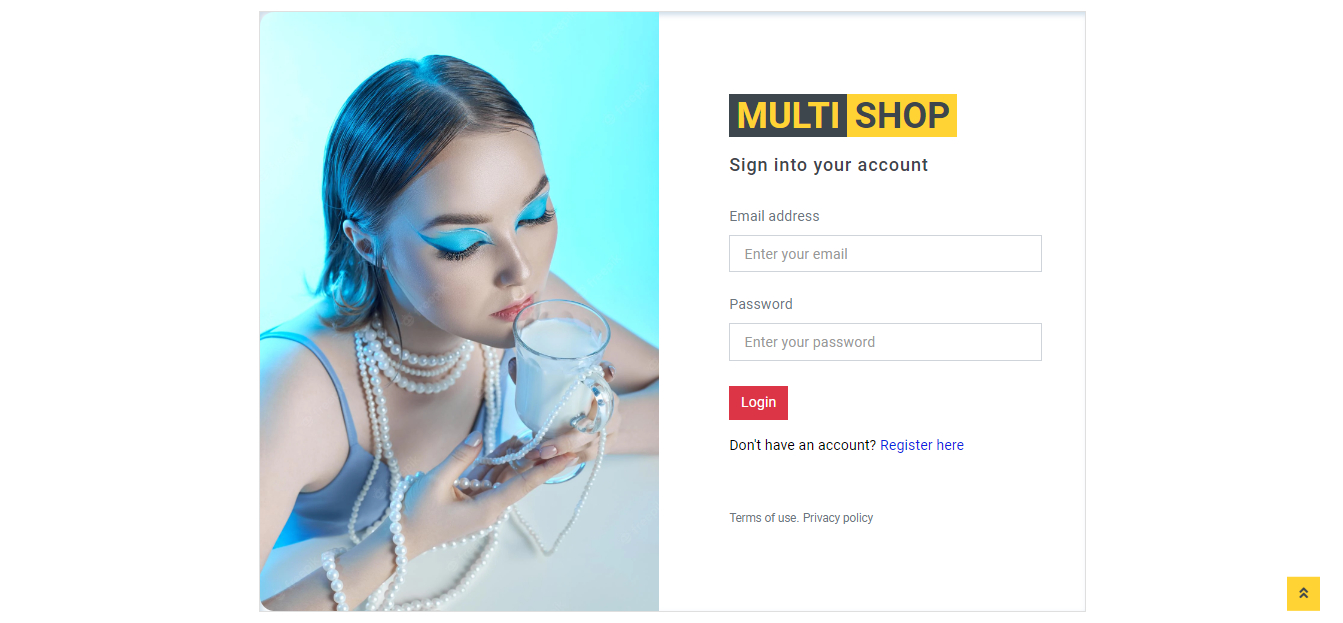 MULTI SHOP
Sign into your account
Email address
Enter your email
Password
Enter your password
Login
Don't have an account? Register here
Terms of use. Privacy policy